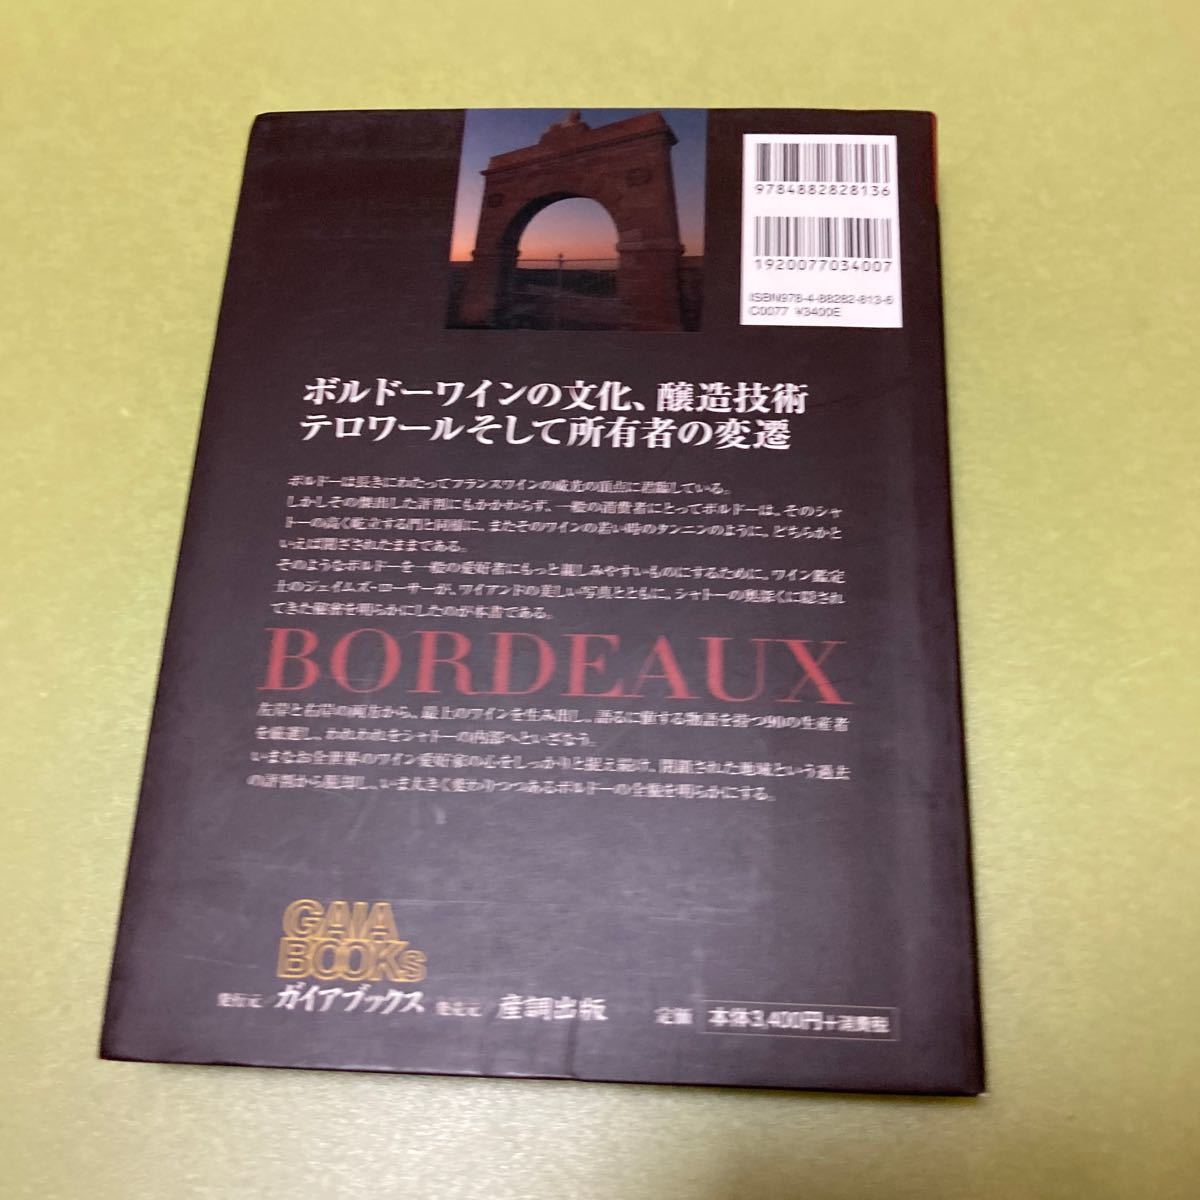 9784882828136
1920077034007
ISBN978-4-88282-813-6
C0077 ¥3400E
ボルドーワインの文化、醸造技術
テロワールそして所有者の変遷
ボルドーは長きにわたってフランスワインの威光の頂点に君臨している。
しかしその傑出した評判にもかかわらず、一般の消費者にとってボルドーは、そのシャ
トーの高く屹立する門と同様に、またそのワインの若い時のタンニンのように、どちらかと
いえば閉ざされたままである。
そのようなボルドーを一般の愛好者にもっと親しみやすいものにするために、ワイン鑑定
士のジェイムズ・ローサーが、ワイアンドの美しい写真とともに、シャトーの奥深くに隠され
てきた秘密を明らかにしたのが本書である。
BORDEAUX
左岸と右岸の両方から、最上のワインを生み出し、語るに値する物語を持つ90の生産者
を厳選し、われわれをシャトーの内部へといざなう。
いまなお全世界のワイン愛好家の心をしっかりと捉え続け、閉鎖された地域という過去
の評判から脱却し、いま大きく変わりつつあるボルドーの全貌を明らかにする。
GAIA
BOOKs
発行元 ガイアブックス 発売元 産調出版 定価 本体3,400円+消費税